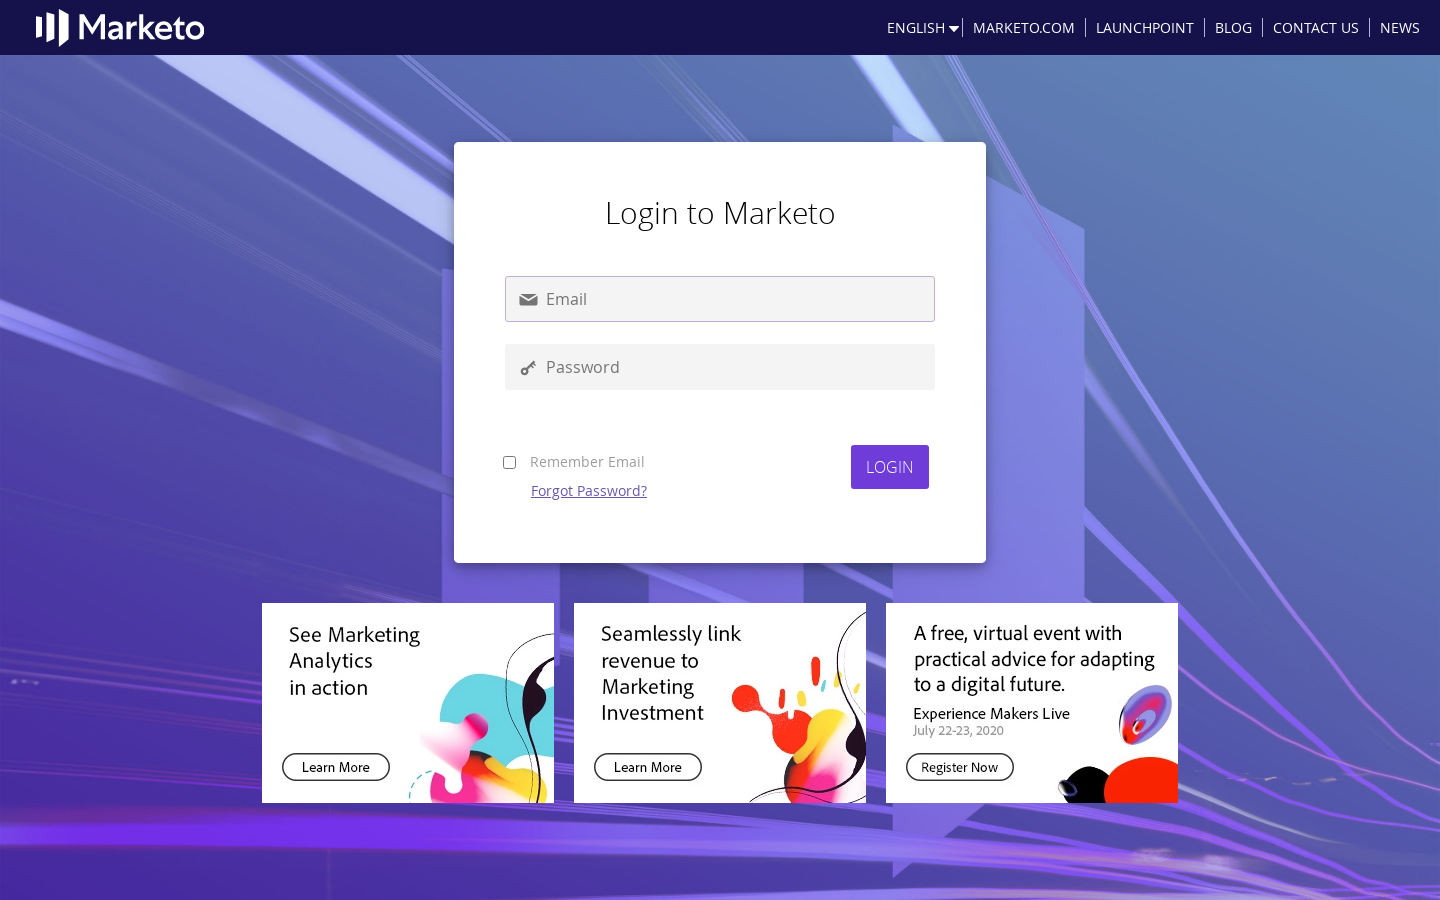 Marketo
ENGLISH
MARKETO.COM
LAUNCHPOINT
BLOG
CONTACT US
NEWS
Login to Marketo
Email
Password
Remember Email
Forgot Password?
LOGIN
See Marketing
Analytics
in action
Learn More
Seamlessly link
revenue to
Marketing
Investment
Learn More
A free, virtual event with
practical advice for adapting
to a digital future.
Experience Makers Live
July 22-23, 2020
Register Now